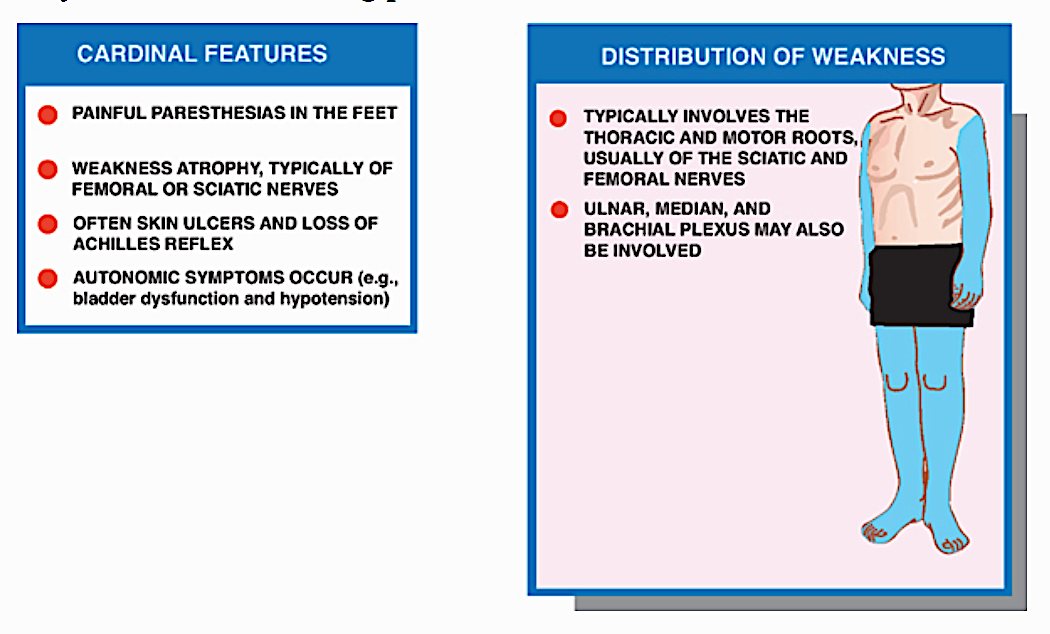 CARDINAL FEATURES
PAINFUL PARESTHESIAS IN THE FEET
WEAKNESS ATROPHY, TYPICALLY OF
FEMORAL OR SCIATIC NERVES
OFTEN SKIN ULCERS AND LOSS OF
ACHILLES REFLEX
AUTONOMIC SYMPTOMS OCCUR (e.g.,
bladder dysfunction and hypotension)
DISTRIBUTION OF WEAKNESS
TYPICALLY INVOLVES THE
THORACIC AND MOTOR ROOTS,
USUALLY OF THE SCIATIC AND
FEMORAL NERVES
ULNAR, MEDIAN, AND
BRACHIAL PLEXUS MAY ALSO
BE INVOLVED